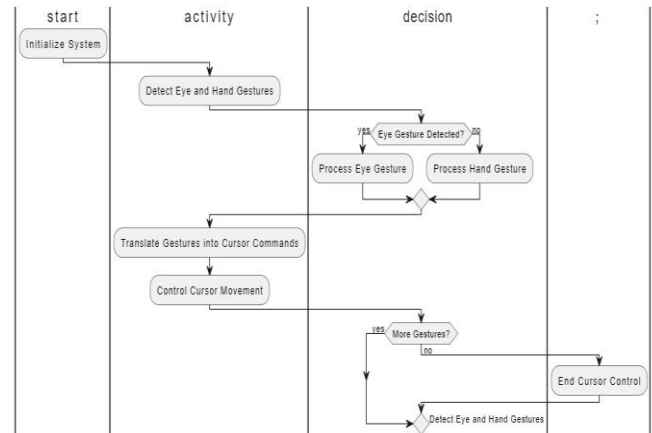 start
activity
decision
;
Initialize System
Detect Eye and Hand Gestures
yes
Eye Gesture Detected?
no
Process Eye Gesture
Process Hand Gesture
Translate Gestures into Cursor Commands
Control Cursor Movement
yes
More Gestures?
no
End Cursor Control
Detect Eye and Hand Gestures